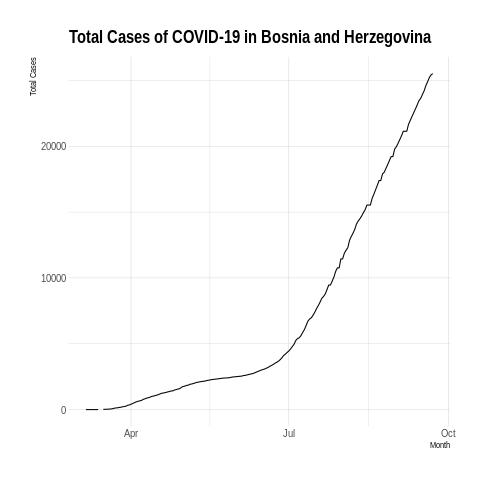 Total Cases of COVID-19 in Bosnia and Herzegovina
Total Cases
20000
10000
0
Apr
Jul
Oct
Month